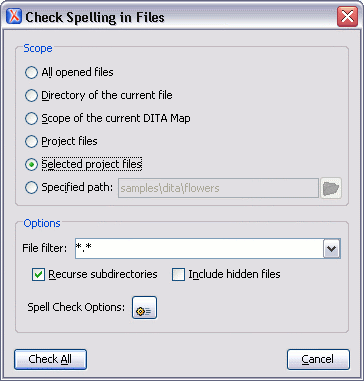 Check Spelling in Files
Scope
All opened files
Directory of the current file
Scope of the current DITA Map
Project files
Selected project files
Specified path: samples\dita\flowers
Options
File filter: *.*
Recurse subdirectories Include hidden files
Spell Check Options:
Check All Cancel